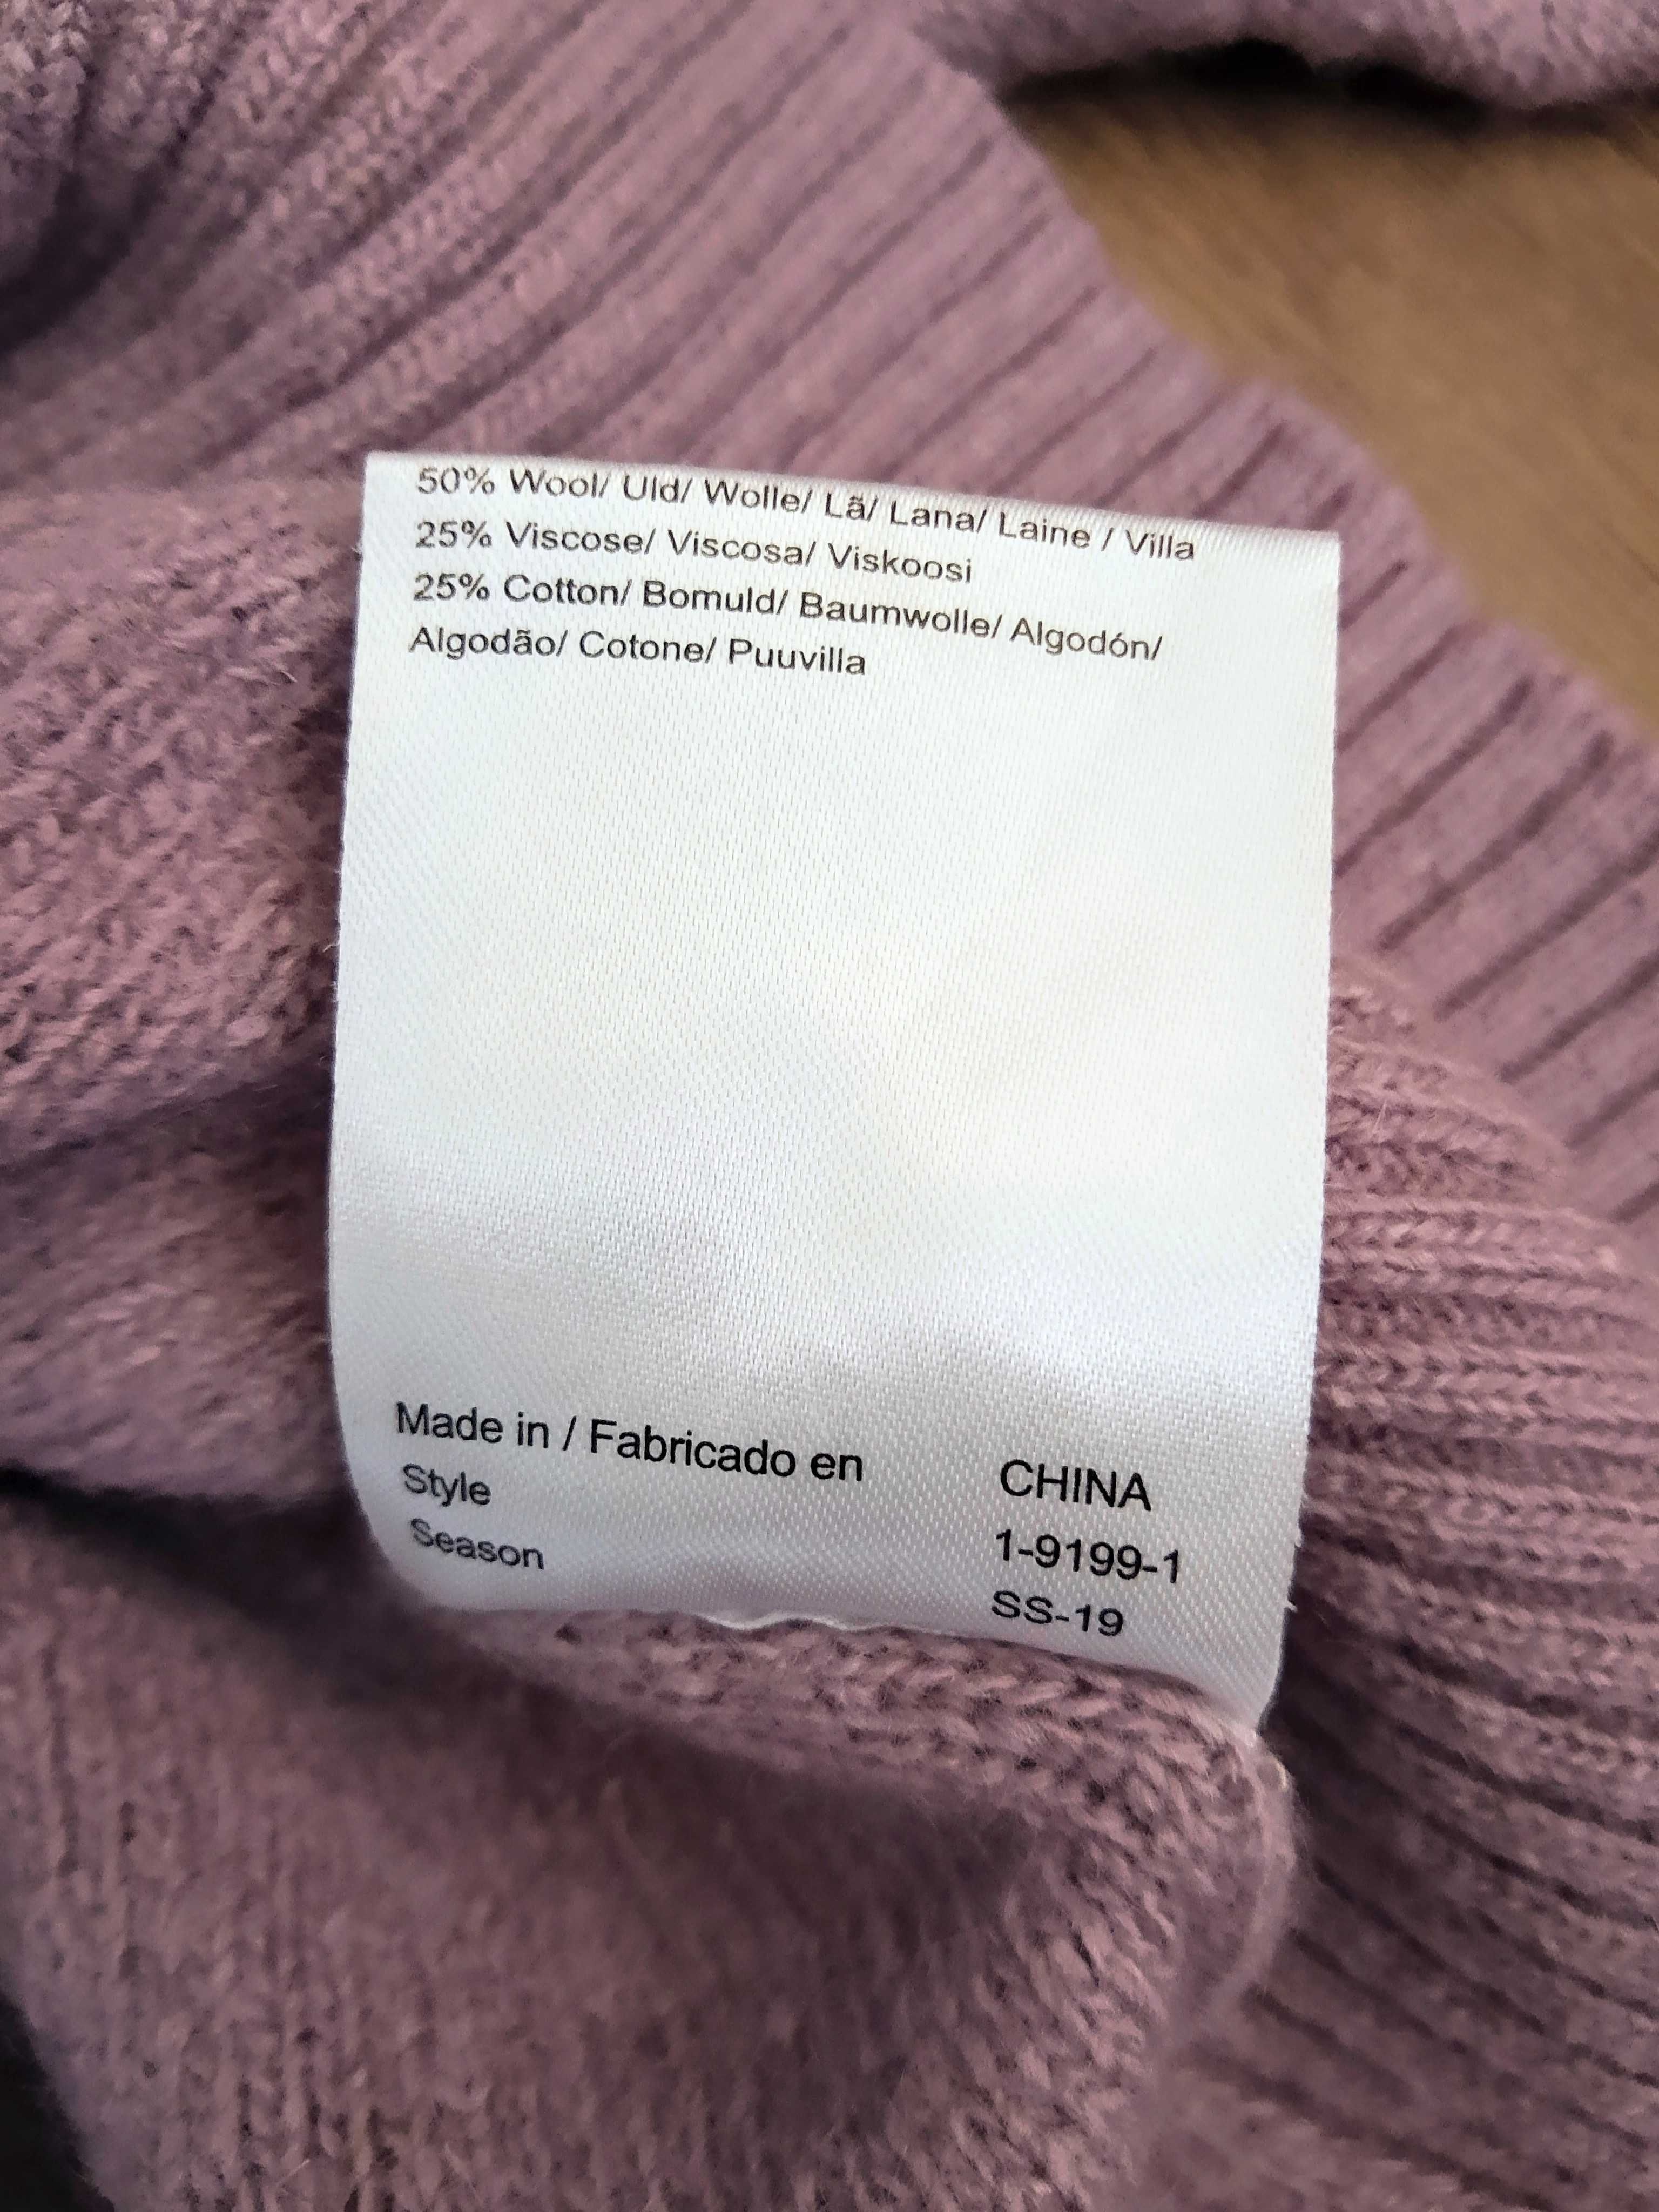 50% Wool/ Uld/ Wolle/ Lã/ Lana/ Laine / Villa
25% Viscose/ Viscosa/ Viskoosi
25% Cotton/ Bomuld/ Baumwolle/ Algodón/
Algodão/ Cotone/ Puuvilla
Made in / Fabricado en CHINA
Style 1-9199-1
Season SS-19